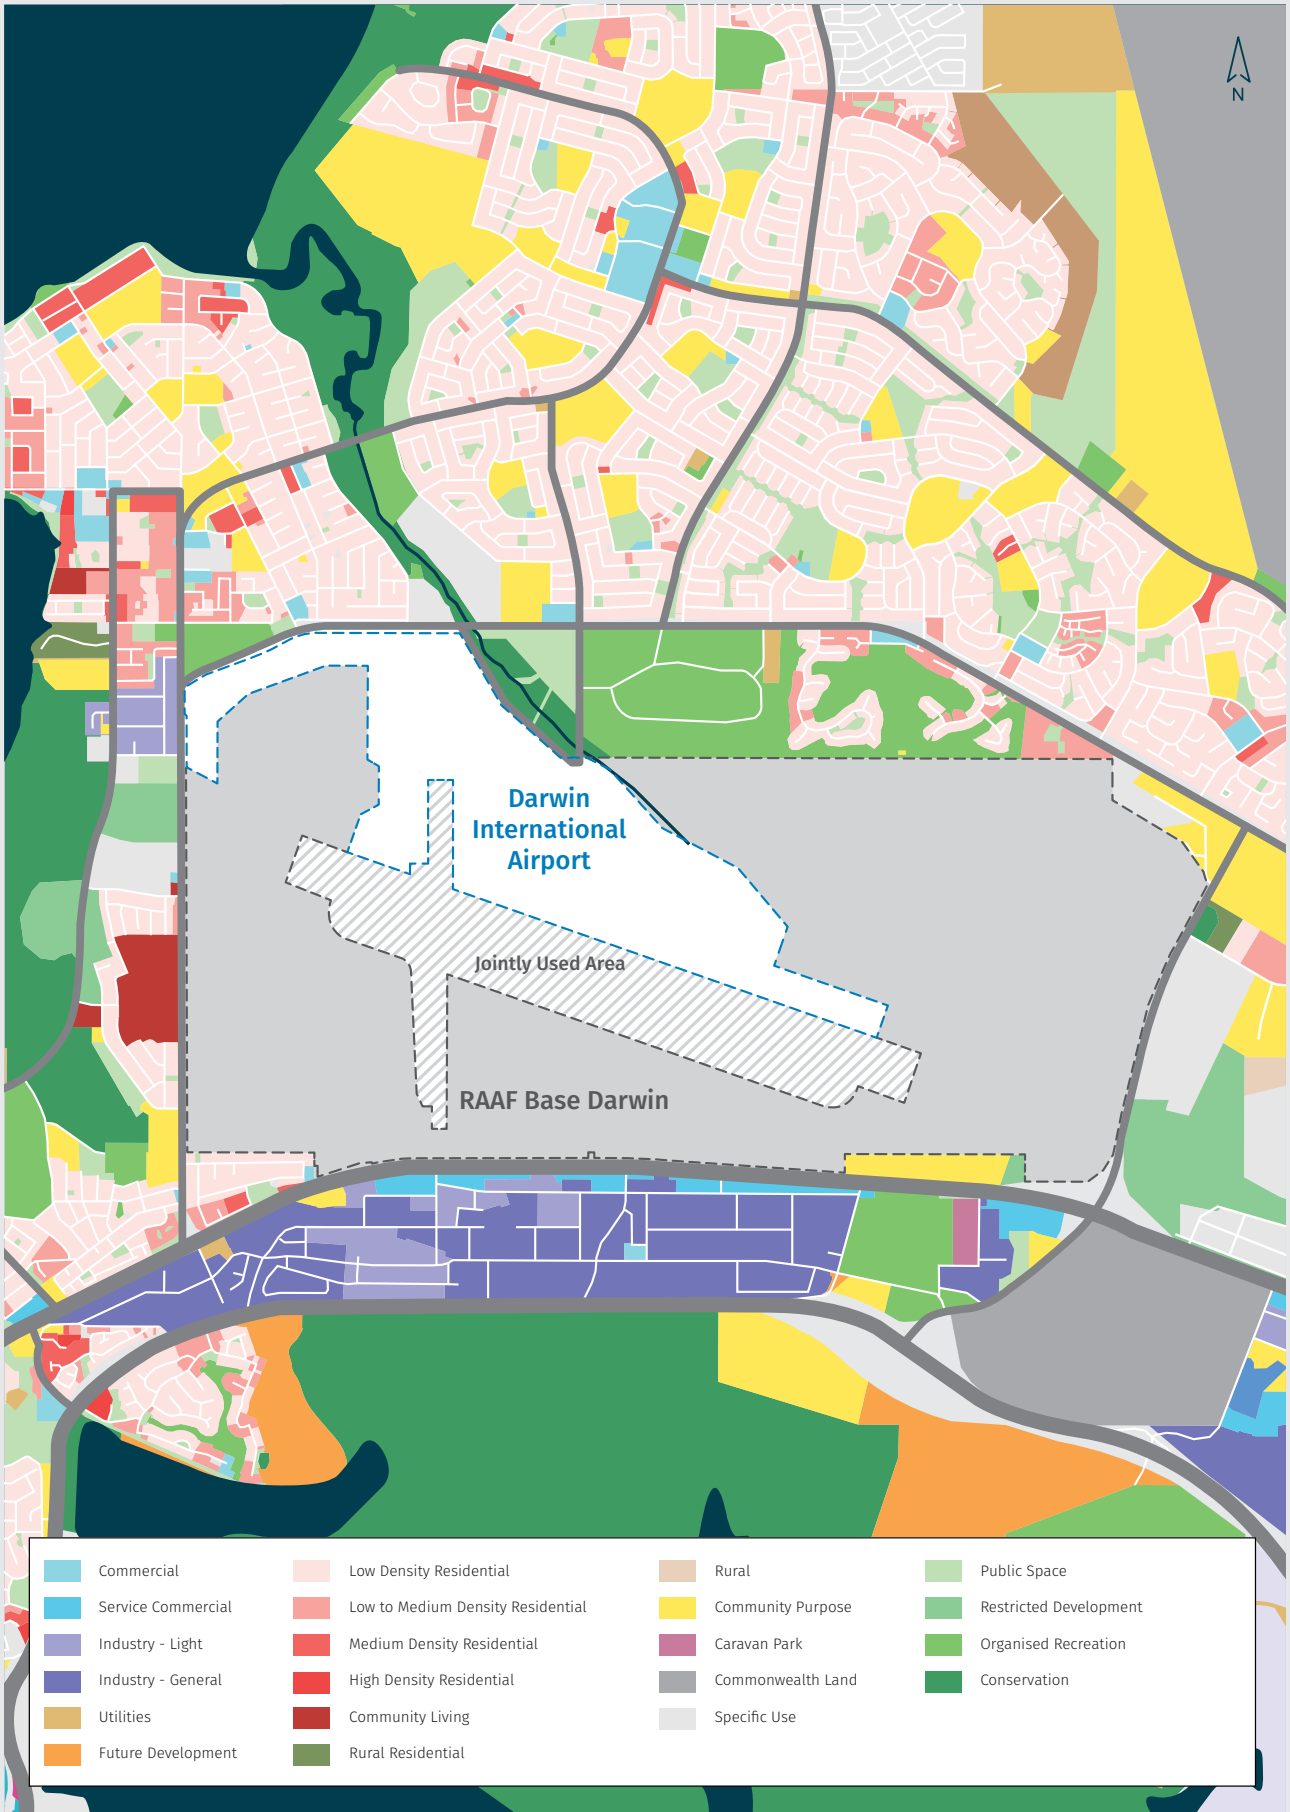 N
Darwin
International
Airport
Jointly Used Area
RAAF Base Darwin
Commercial
Service Commercial
Industry - Light
Industry - General
Utilities
Future Development
Low Density Residential
Low to Medium Density Residential
Medium Density Residential
High Density Residential
Community Living
Rural Residential
Rural
Community Purpose
Caravan Park
Commonwealth Land
Specific Use
Public Space
Restricted Development
Organised Recreation
Conservation